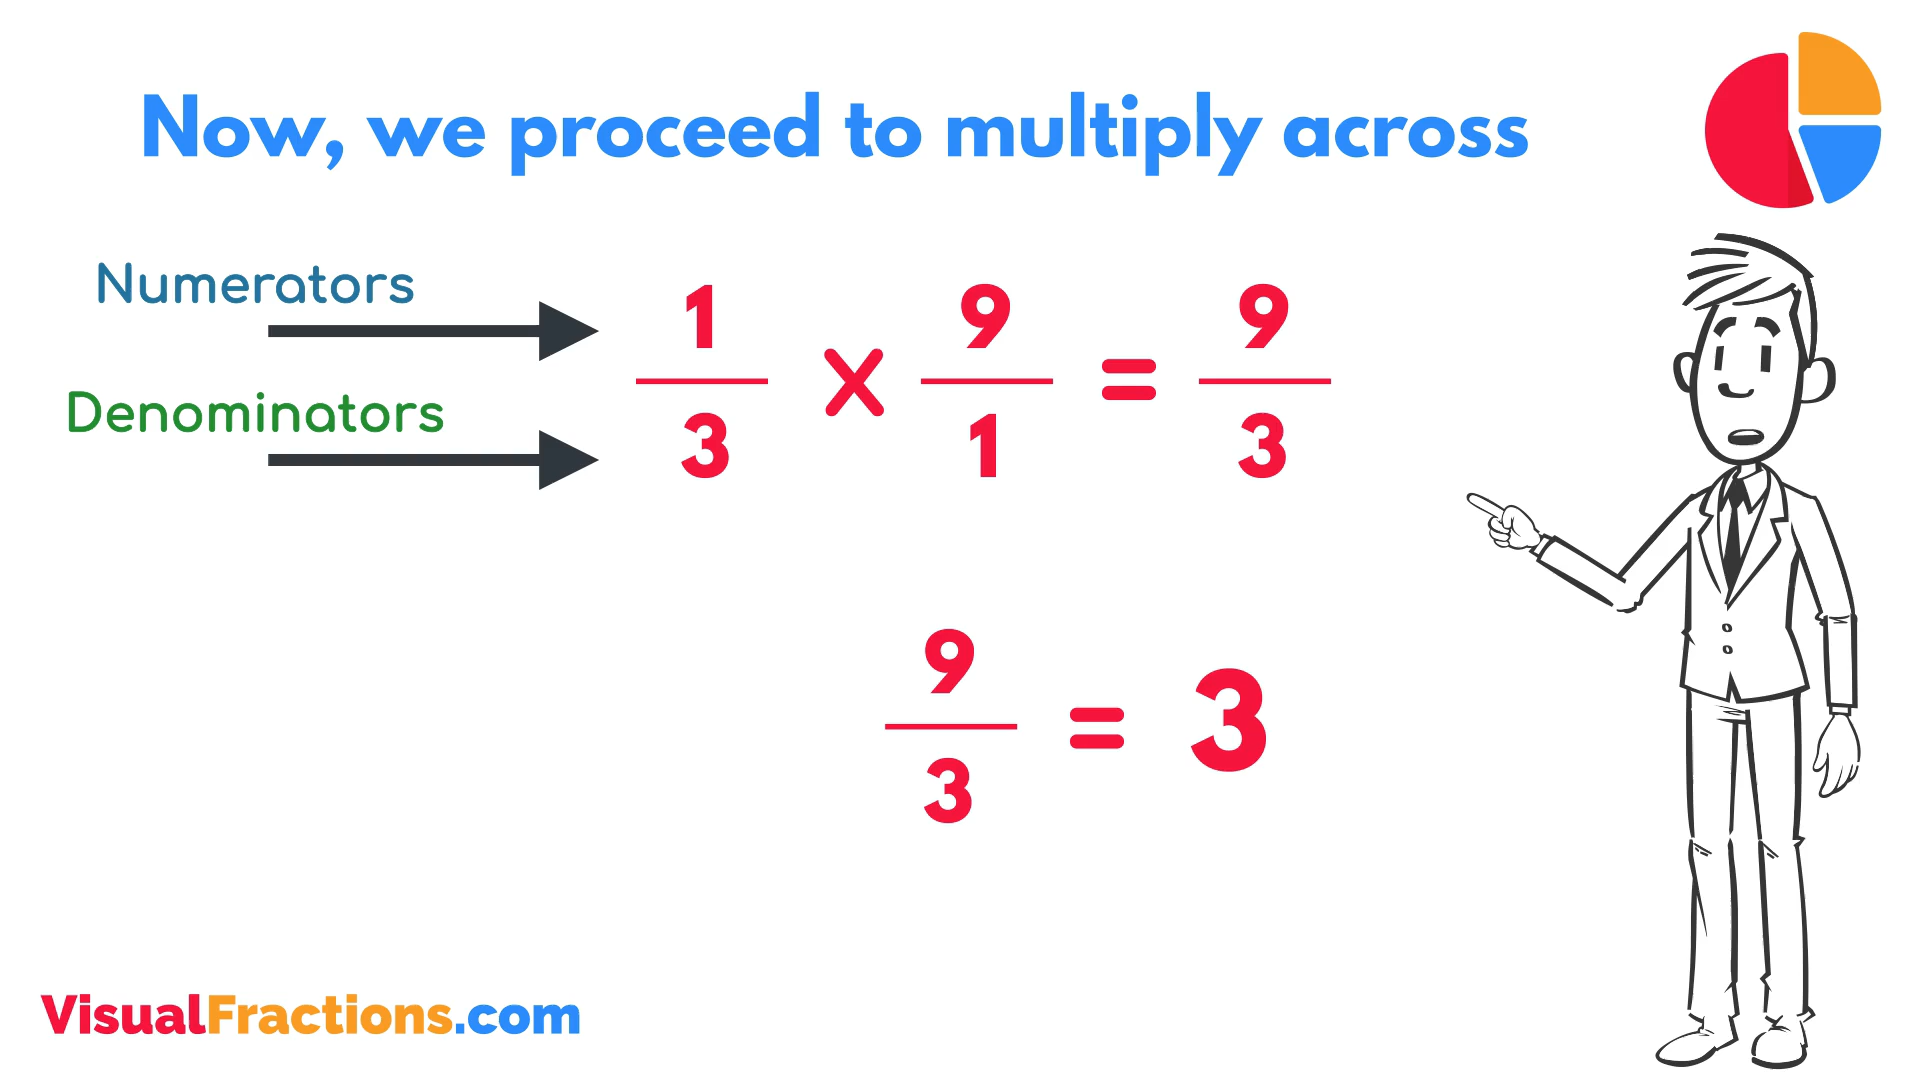 Now, we proceed to multiply across
Numerators
Denominators
1/3 × 9/1 = 9/3
9/3 = 3
VisualFractions.com